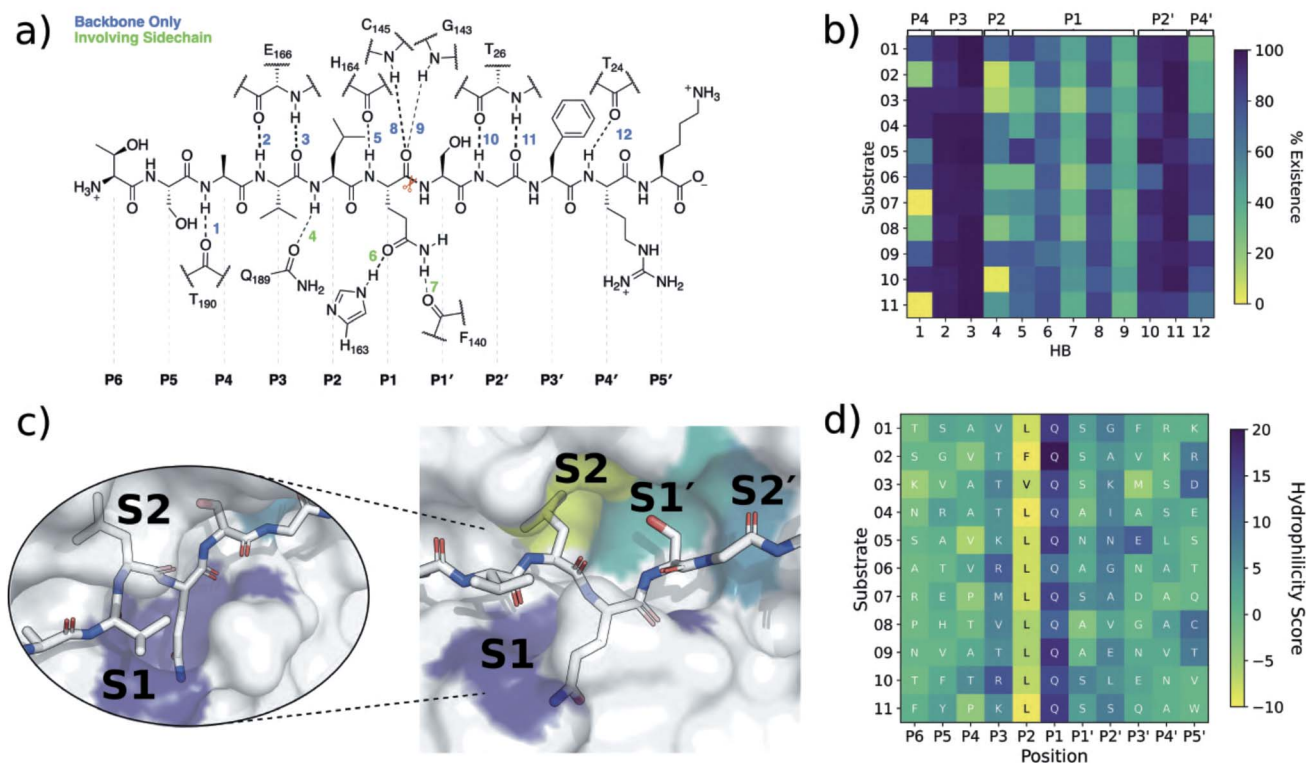 a)
Backbone Only
Involving Sidechain
E166
H164
C145
G143
T26
T24
2
3
5
8
9
10
11
12
OH
H3N
+
O
N
H
1
4
6
7
OH
Q189
NH2
T190
H163
F140
NH
H2N
+
NH2
+NH3
O−
P6 P5 P4 P3 P2 P1 P1′ P2′ P3′ P4′ P5′
b)
P4 P3 P2 P1 P2' P4'
Substrate
01
02
03
04
05
06
07
08
09
10
11
1 2 3 4 5 6 7 8 9 10 11 12
HB
100
80
60
40
20
0
% Existence
c)
S2
S1
S2
S1′
S2′
S1
d)
Substrate
01 T S A V L Q S G F R K
02 S G V T F Q S A V K R
03 K V A T V Q S K M S D
04 N R A T L Q A I A S E
05 S A V K L Q N N E L S
06 A T V R L Q A G N A T
07 R E P M L Q S A D A Q
08 P H T V L Q A V G A C
09 N V A T L Q A E N V T
10 T F T R L Q S L E N V
11 F Y P K L Q S S Q A W
P6 P5 P4 P3 P2 P1 P1' P2' P3' P4' P5'
Position
20
15
10
5
0
−5
−10
Hydrophilicity Score